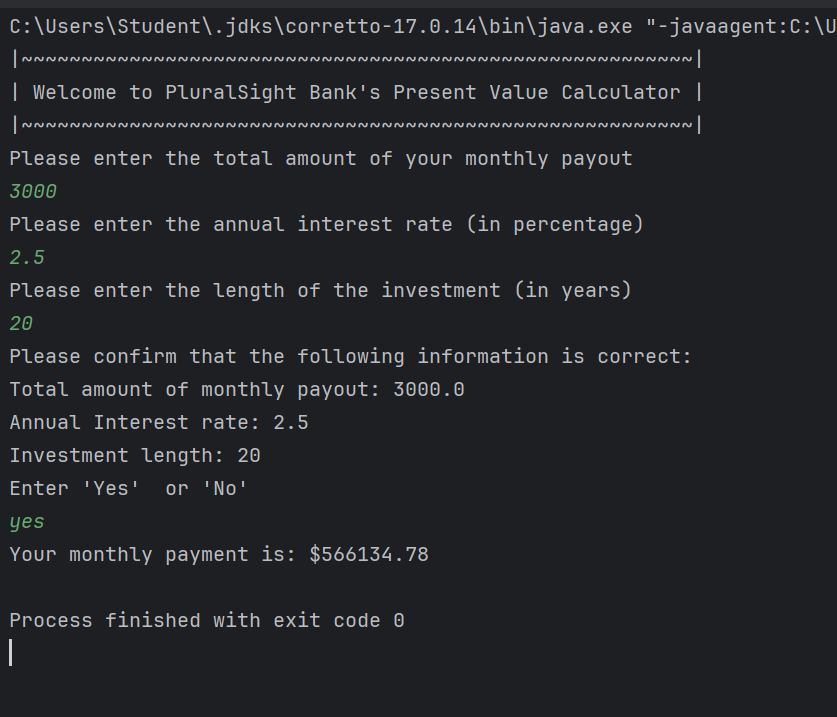 C:\Users\Student\.jdks\corretto-17.0.14\bin\java.exe "-javaagent:C:\U
|~~~~~~~~~~~~~~~~~~~~~~~~~~~~~~~~~~~~~~~~~~~~~~~~~~~~~~~~|
| Welcome to PluralSight Bank's Present Value Calculator |
|~~~~~~~~~~~~~~~~~~~~~~~~~~~~~~~~~~~~~~~~~~~~~~~~~~~~~~~~|
Please enter the total amount of your monthly payout
3000
Please enter the annual interest rate (in percentage)
2.5
Please enter the length of the investment (in years)
20
Please confirm that the following information is correct:
Total amount of monthly payout: 3000.0
Annual Interest rate: 2.5
Investment length: 20
Enter 'Yes'  or 'No'
yes
Your monthly payment is: $566134.78
Process finished with exit code 0